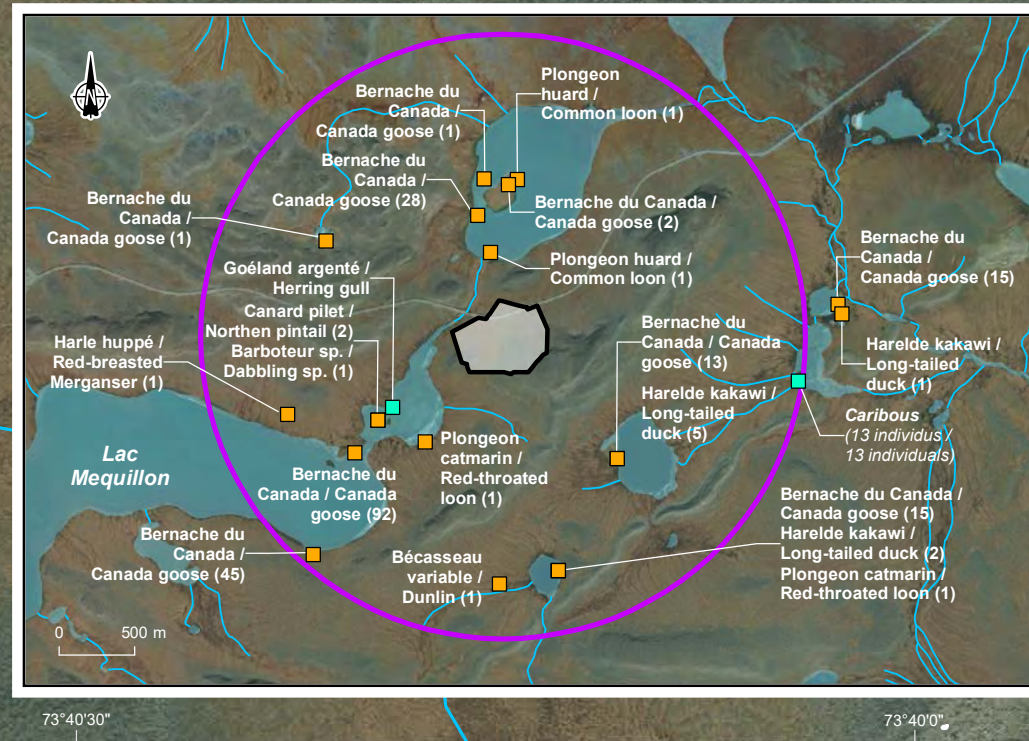 Plongeon
huard /
Common loon (1)
Bernache du
Canada /
Canada goose (1)
Bernache du
Canada /
Canada goose (28)
Bernache du
Canada /
Canada goose (1)
Bernache du Canada /
Canada goose (2)
Plongeon huard /
Common loon (1)
Bernache du
Canada /
Canada goose (15)
Goéland argenté /
Herring gull
Canard pilet /
Northen pintail (2)
Barboteur sp. /
Dabbling sp. (1)
Harle huppé /
Red-breasted
Merganser (1)
Bernache du
Canada / Canada
goose (13)
Harelde kakawi /
Long-tailed
duck (5)
Harelde kakawi /
Long-tailed
duck (1)
Caribous
(13 individus /
13 individuals)
Lac
Mequillon
Plongeon
catmarin /
Red-throated
loon (1)
Bernache du
Canada / Canada
goose (92)
Bernache du
Canada /
Canada goose (45)
Bécasseau
variable /
Dunlin (1)
Bernache du Canada /
Canada goose (15)
Harelde kakawi /
Long-tailed duck (2)
Plongeon catmarin /
Red-throated loon (1)
0 500 m
73°40'30"
73°40'0"
N